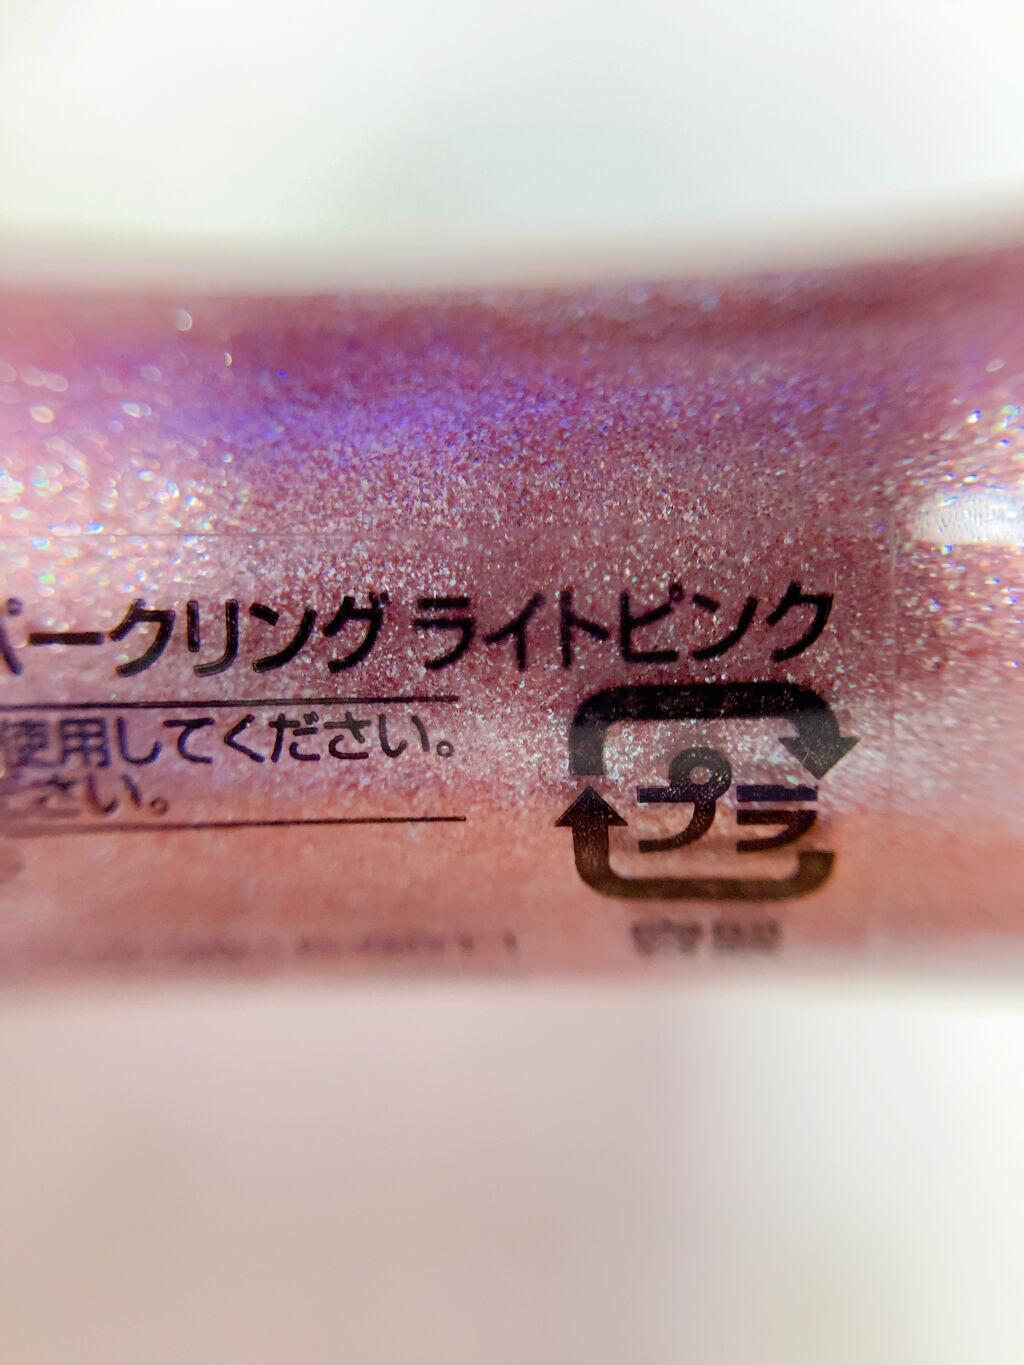 パークリング ライトピンク
使用してください。
さい。
プラ